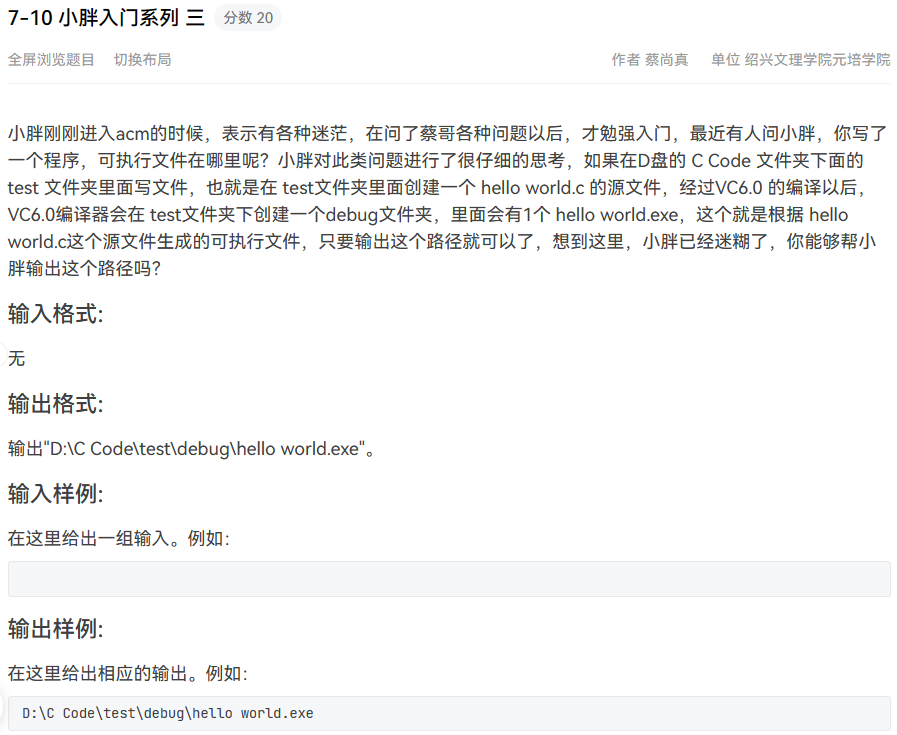 7-10 小胖入门系列 三 分数 20
全屏浏览题目 切换布局 作者 蔡尚真 单位 绍兴文理学院元培学院
小胖刚刚进入acm的时候，表示有各种迷茫，在问了蔡哥各种问题以后，才勉强入门，最近有人问小胖，你写了
一个程序，可执行文件在哪里呢？小胖对此类问题进行了很仔细的思考，如果在D盘的 C Code 文件夹下面的
test 文件夹里面写文件，也就是在 test文件夹里面创建一个 hello world.c 的源文件，经过VC6.0 的编译以后，
VC6.0编译器会在 test文件夹下创建一个debug文件夹，里面会有1个 hello world.exe，这个就是根据 hello
world.c这个源文件生成的可执行文件，只要输出这个路径就可以了，想到这里，小胖已经迷糊了，你能够帮小
胖输出这个路径吗？
输入格式:
无
输出格式:
输出"D:\C Code\test\debug\hello world.exe"。
输入样例:
在这里给出一组输入。例如：
输出样例:
在这里给出相应的输出。例如：
D:\C Code\test\debug\hello world.exe